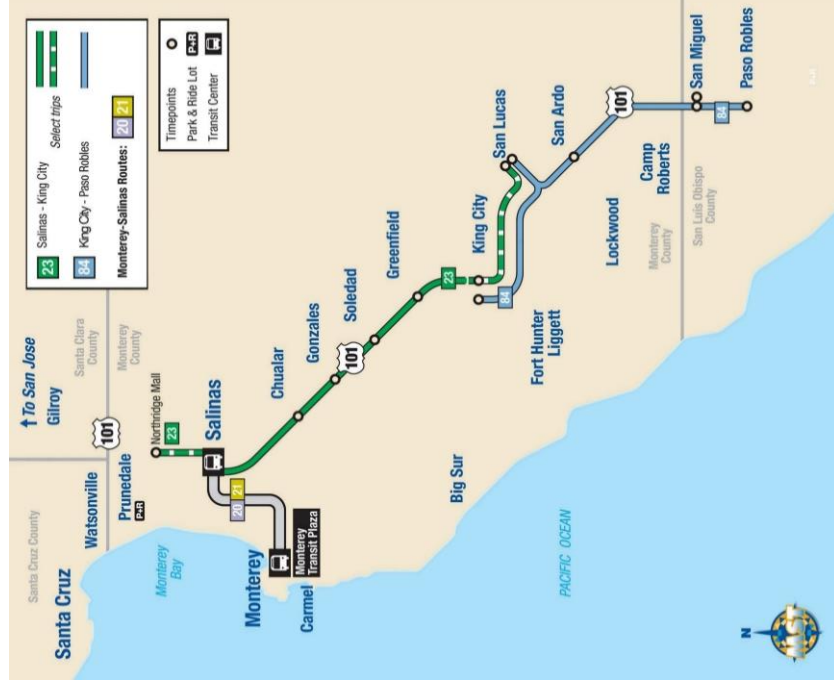 ↑ To San Jose
Gilroy
Santa Cruz County
Santa Clara
County
Monterey
County
101
Santa Cruz
Watsonville
Prunedale
P+R
Northridge Mall
23
Monterey
Bay
Salinas
20 21
Monterey
Monterey
Transit Plaza
Carmel
Chualar
Gonzales
101
Soledad
Greenfield
Big Sur
23
King City
84
San Lucas
Fort Hunter
Liggett
San Ardo
PACIFIC OCEAN
Lockwood
101
Camp
Roberts
Monterey
County
San Luis Obispo
County
San Miguel
84
Paso Robles
23 Salinas - King City
Select trips
84 King City - Paso Robles
Monterey-Salinas Routes: 20 21
Timepoints
Park & Ride Lot P+R
Transit Center
N
MST